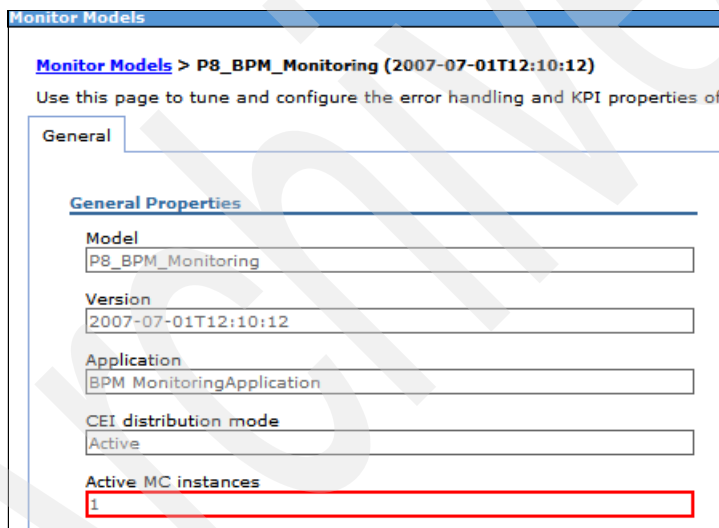 Monitor Models
Monitor Models > P8_BPM_Monitoring (2007-07-01T12:10:12)
Use this page to tune and configure the error handling and KPI properties of
General
General Properties
Model
P8_BPM_Monitoring
Version
2007-07-01T12:10:12
Application
BPM MonitoringApplication
CEI distribution mode
Active
Active MC instances
1